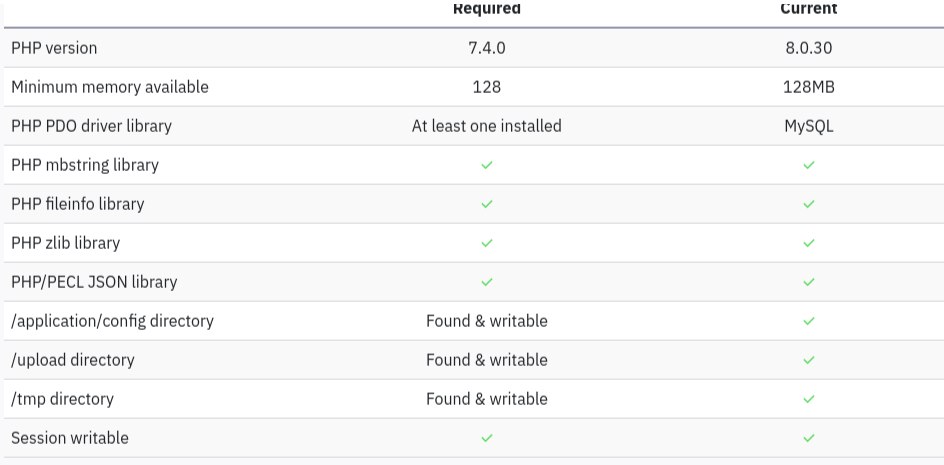 Required Current
PHP version 7.4.0 8.0.30
Minimum memory available 128 128MB
PHP PDO driver library At least one installed MySQL
PHP mbstring library ✓ ✓
PHP fileinfo library ✓ ✓
PHP zlib library ✓ ✓
PHP/PECL JSON library ✓ ✓
/application/config directory Found & writable ✓
/upload directory Found & writable ✓
/tmp directory Found & writable ✓
Session writable ✓ ✓